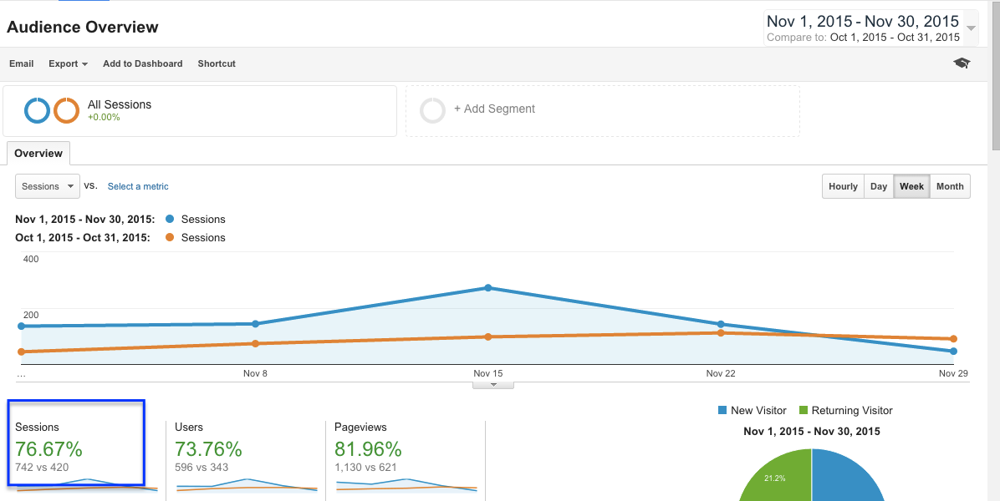 Audience Overview
Nov 1, 2015 - Nov 30, 2015
Compare to: Oct 1, 2015 - Oct 31, 2015
Email Export Add to Dashboard Shortcut
All Sessions
+0.00%
+ Add Segment
Overview
Sessions vs. Select a metric
Hourly Day Week Month
Nov 1, 2015 - Nov 30, 2015: Sessions
Oct 1, 2015 - Oct 31, 2015: Sessions
400
200
... Nov 8 Nov 15 Nov 22 Nov 29
Sessions
76.67%
742 vs 420
Users
73.76%
596 vs 343
Pageviews
81.96%
1,130 vs 621
New Visitor Returning Visitor
Nov 1, 2015 - Nov 30, 2015
21.2%